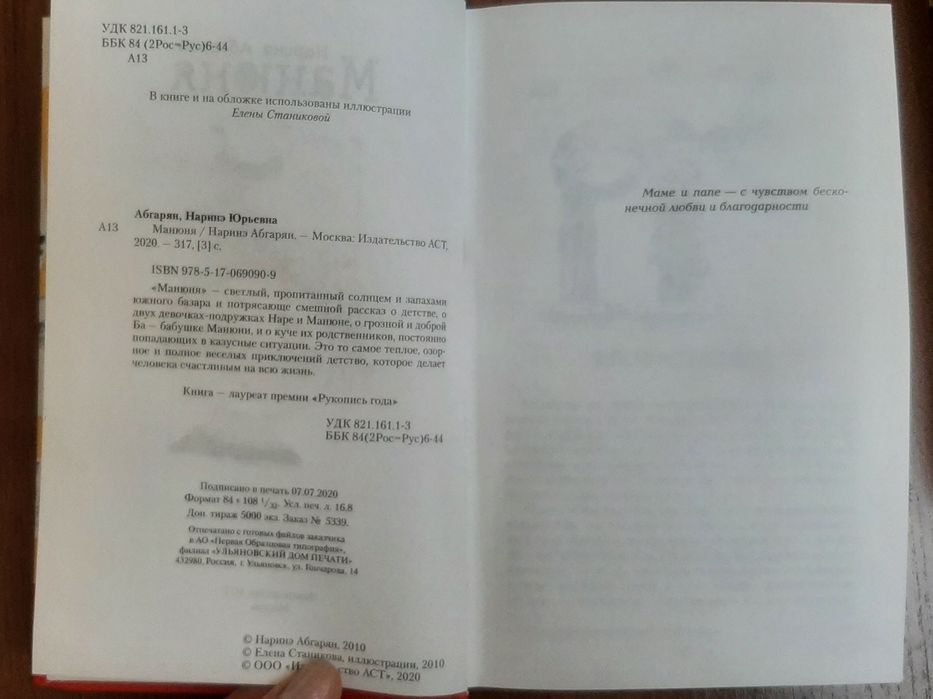 УДК 821.161.1-3
ББК 84 (2Рос=Рус)6-44
А13
В книге и на обложке использованы иллюстрации
Елены Станиковой
Абгарян, Наринэ Юрьевна
А13 Манюня / Наринэ Абгарян. – Москва: Издательство АСТ,
2020. – 317, [3] с.
ISBN 978-5-17-069090-9
«Манюня» – светлый, пропитанный солнцем и запахами
южного базара и потрясающе смешной рассказ о детстве, о
двух девочках-подружках Наре и Манюне, о грозной и доброй
Ба – бабушке Манюни, и о куче их родственников, постоянно
попадающих в казусные ситуации. Это то самое теплое, озор-
ное и полное веселых приключений детство, которое делает
человека счастливым на всю жизнь.
Книга – лауреат премии «Рукопись года»
УДК 821.161.1-3
ББК 84(2Рос=Рус)6-44
Подписано в печать 07.07.2020
Формат 84 × 108 1/32. Усл. печ. л. 16.8
Доп. тираж 5000 экз. Заказ № 5339.
Отпечатано с готовых файлов заказчика
в АО «Первая Образцовая типография»,
филиал «УЛЬЯНОВСКИЙ ДОМ ПЕЧАТИ»
432980, Россия, г. Ульяновск, ул. Гончарова, 14
© Наринэ Абгарян, 2010
© Елена Станикова, иллюстрации, 2010
© ООО «Издательство АСТ», 2020
Маме и папе — с чувством беско-
нечной любви и благодарности